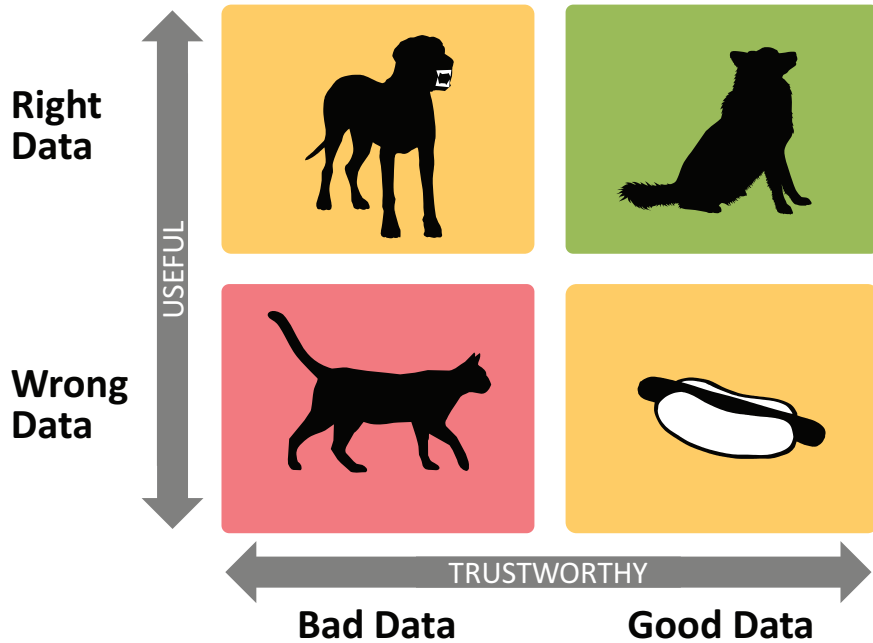 Right
Data
USEFUL
Wrong
Data
TRUSTWORTHY
Bad Data
Good Data